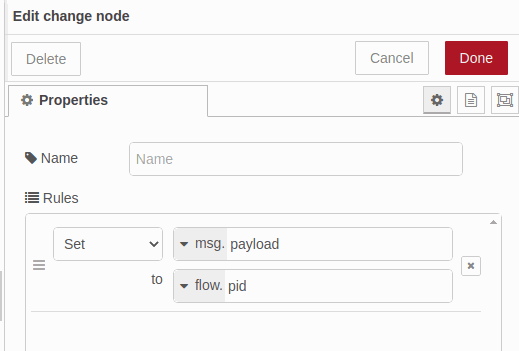 Edit change node
Delete Cancel Done
Properties
Name Name
Rules
Set msg. payload
to flow. pid